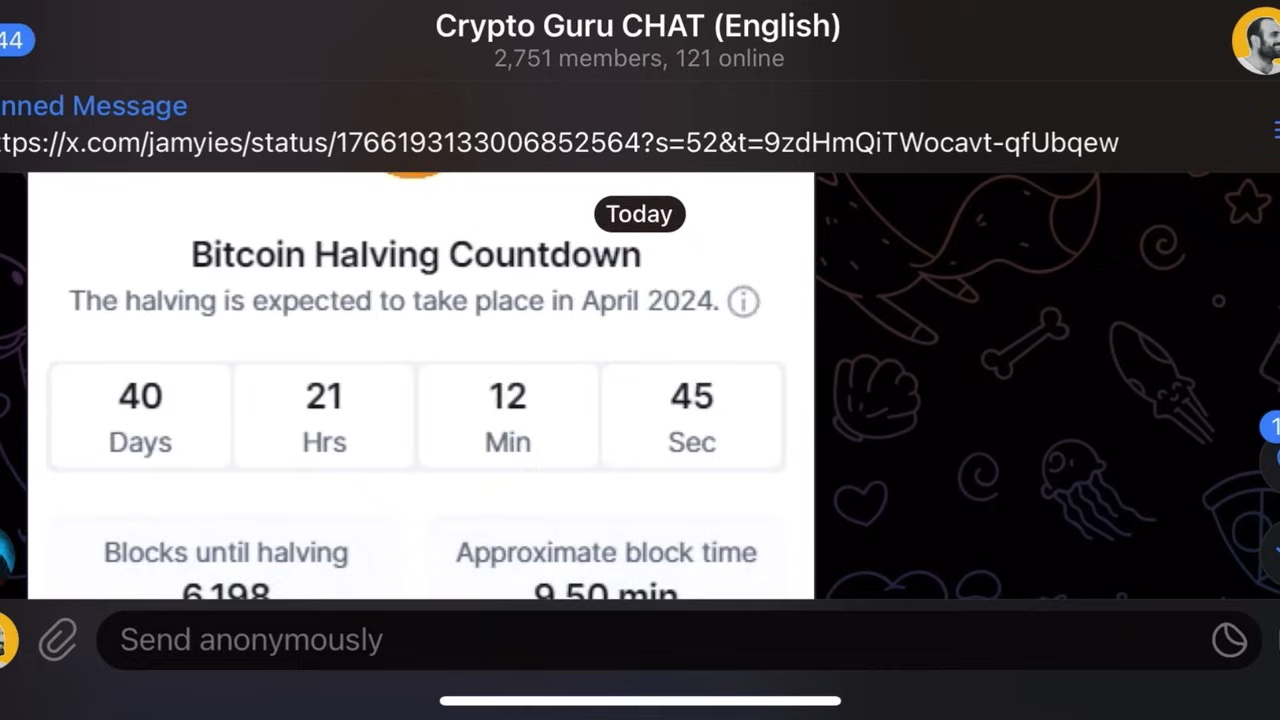 44
Crypto Guru CHAT (English)
2,751 members, 121 online
nned Message
ttps://x.com/jamyies/status/1766193133006852564?s=52&t=9zdHmQiTWocavt-qfUbqew
Today
Bitcoin Halving Countdown
The halving is expected to take place in April 2024.
40 21 12 45
Days Hrs Min Sec
Blocks until halving Approximate block time
6,198 9.50 min
Send anonymously